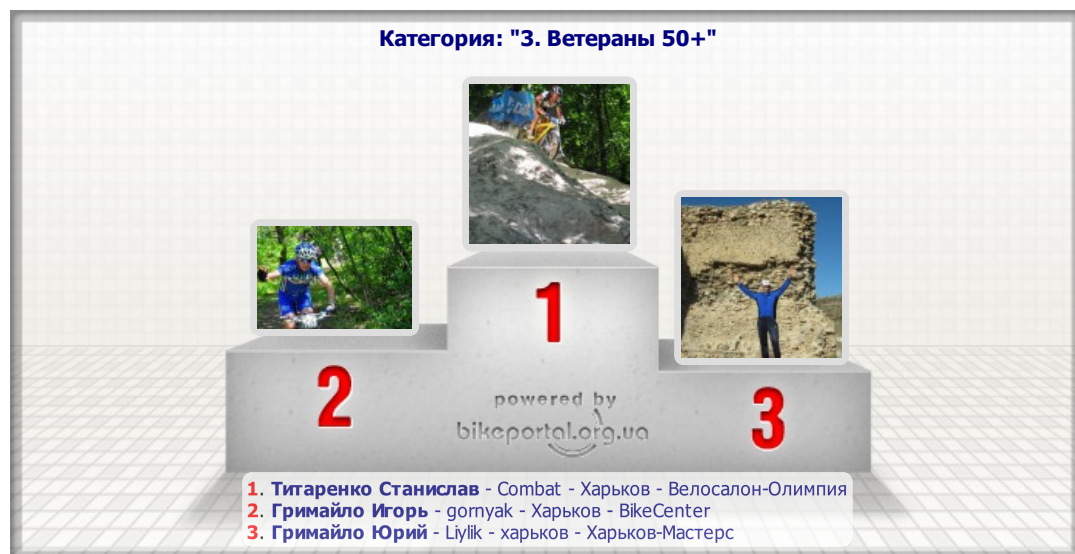 Категория: "3. Ветераны 50+"
1
2
3
powered by
bikeportal.org.ua
1. Титаренко Станислав - Combat - Харьков - Велосалон-Олимпия
2. Гримайло Игорь - gornyak - Харьков - BikeCenter
3. Гримайло Юрий - Liylik - харьков - Харьков-Мастерс